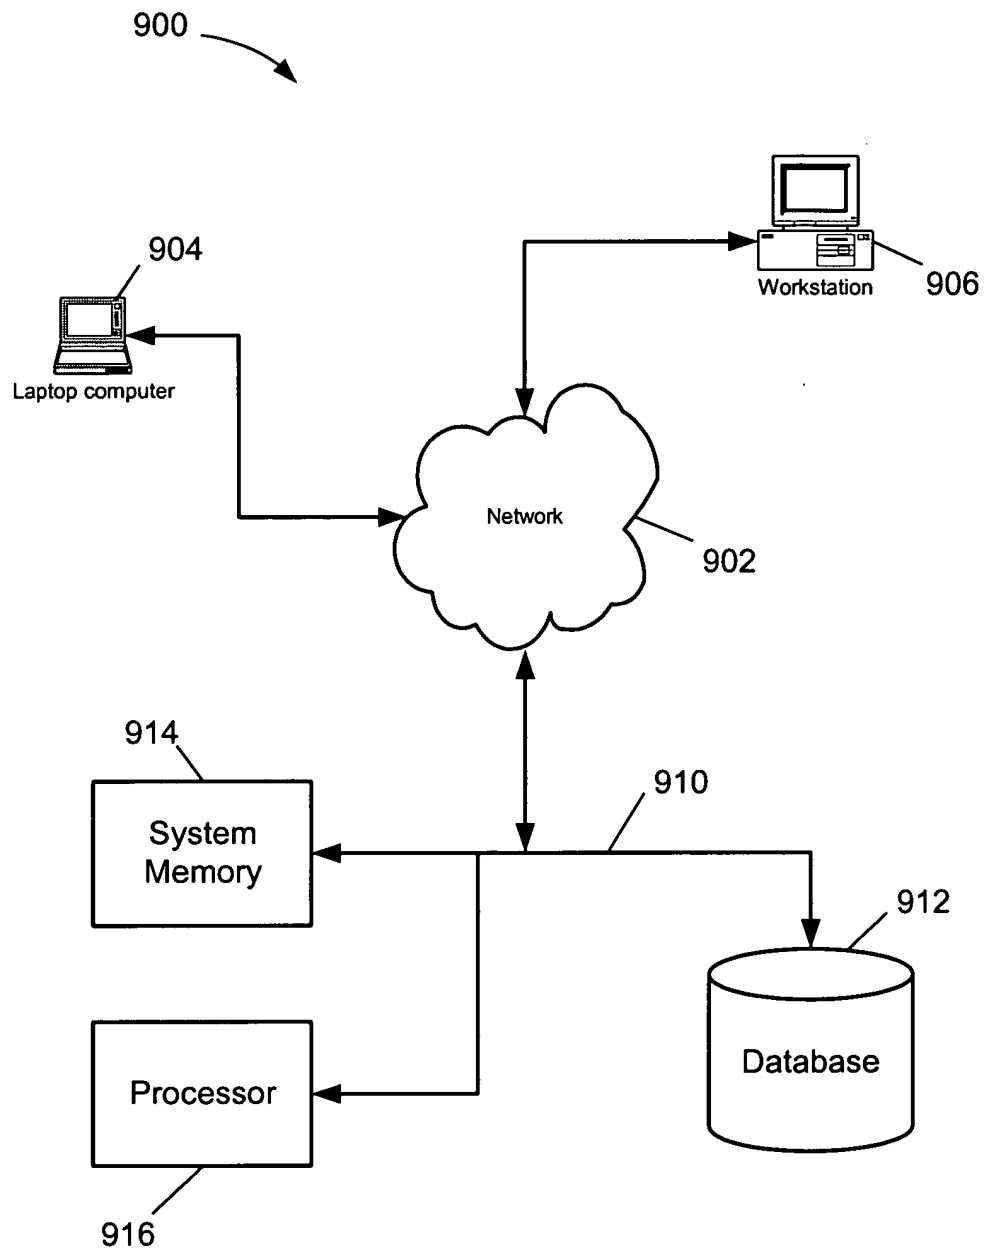 900
904
906
Workstation
Laptop computer
Network
902
914
910
System
Memory
912
Database
Processor
916